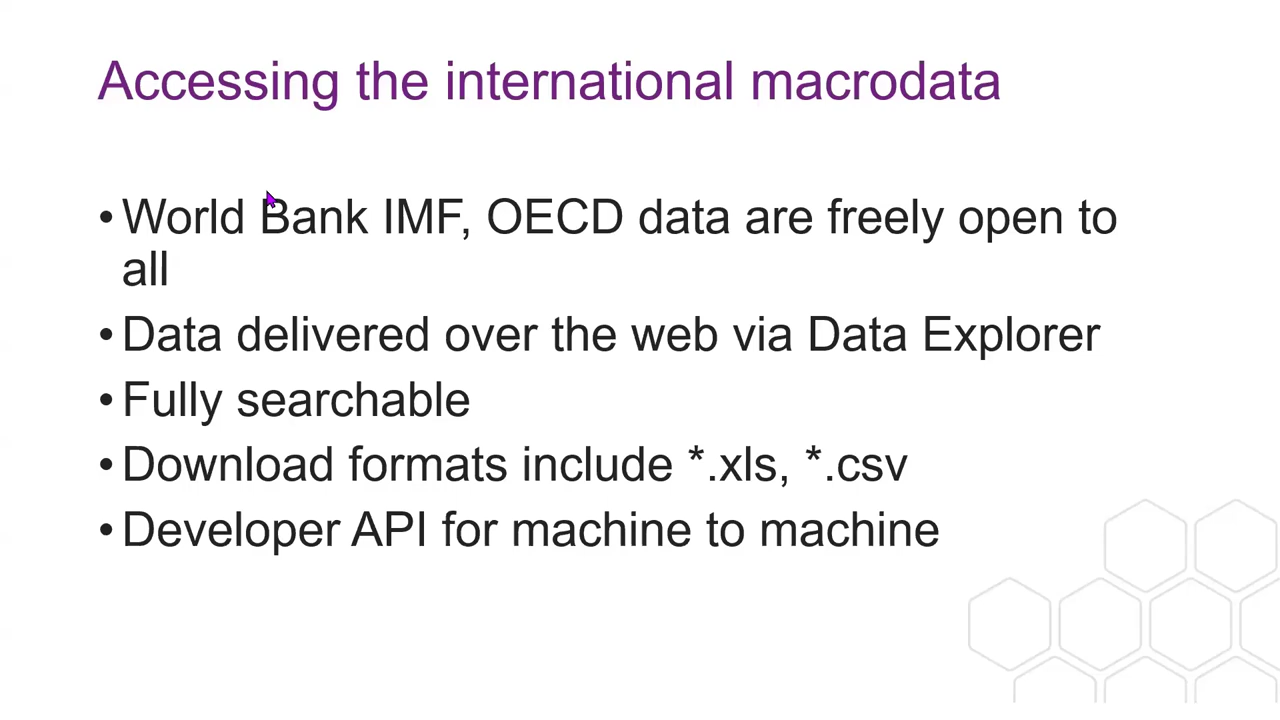 Accessing the international macrodata
•World Bank IMF, OECD data are freely open to
all
•Data delivered over the web via Data Explorer
•Fully searchable
•Download formats include *.xls, *.csv
•Developer API for machine to machine